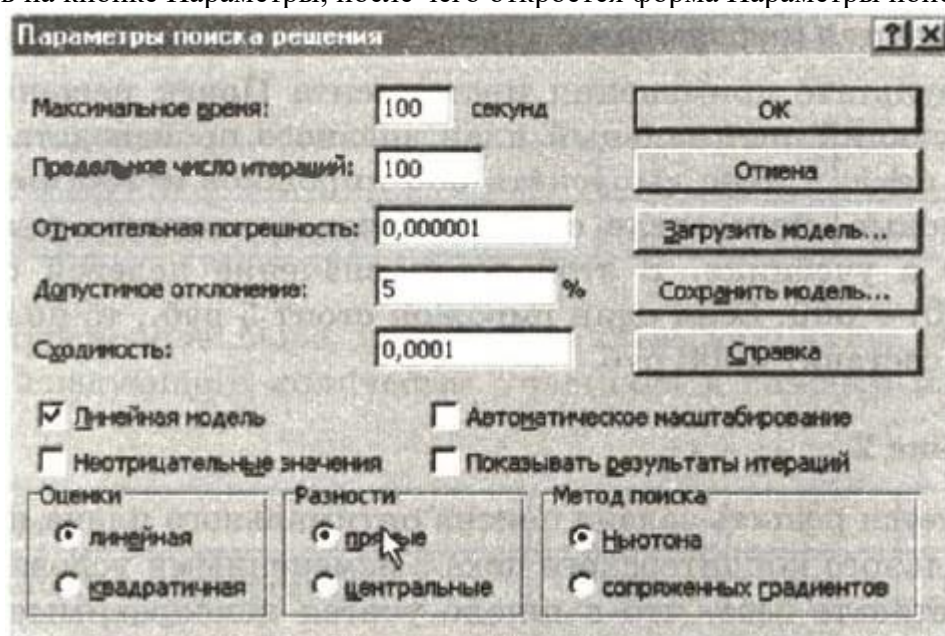 в на кнопке Параметры, после чего откроется форма Параметры
Параметры поиска решения
Максимальное время: 100 секунд OK
Предельное число итераций: 100 Отмена
Относительная погрешность: 0,000001 Загрузить модель...
Допустимое отклонение: 5 % Сохранить модель...
Сходимость: 0,0001 Справка
Линейная модель Автоматическое масштабирование
Неотрицательные значения Показывать результаты итераций
Оценки Разности Метод поиска
линейная прямые Ньютона
квадратичная центральные сопряженных градиентов